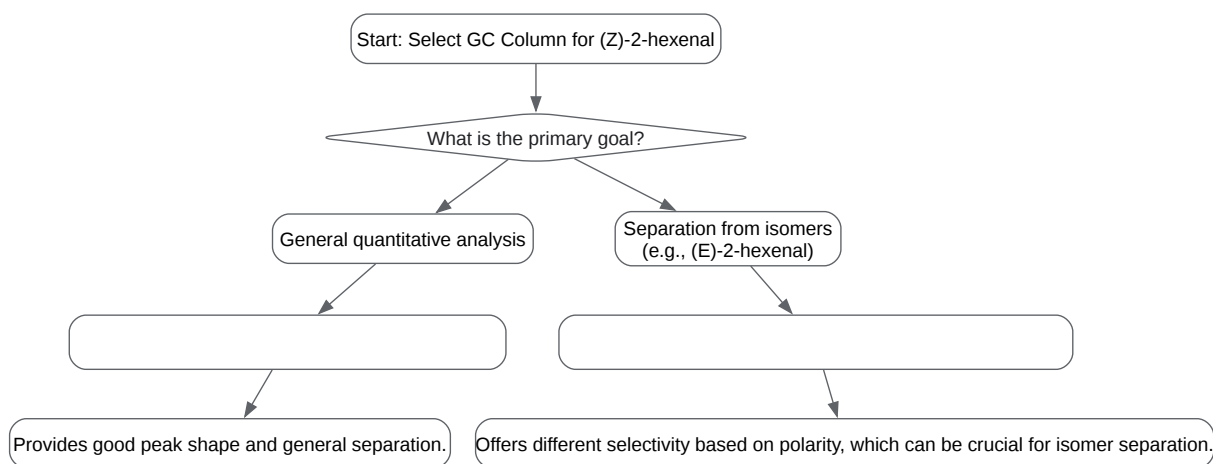 Start: Select GC Column for (Z)-2-hexenal
What is the primary goal?
General quantitative analysis
Separation from isomers
(e.g., (E)-2-hexenal)
Provides good peak shape and general separation.
Offers different selectivity based on polarity, which can be crucial for isomer separation.